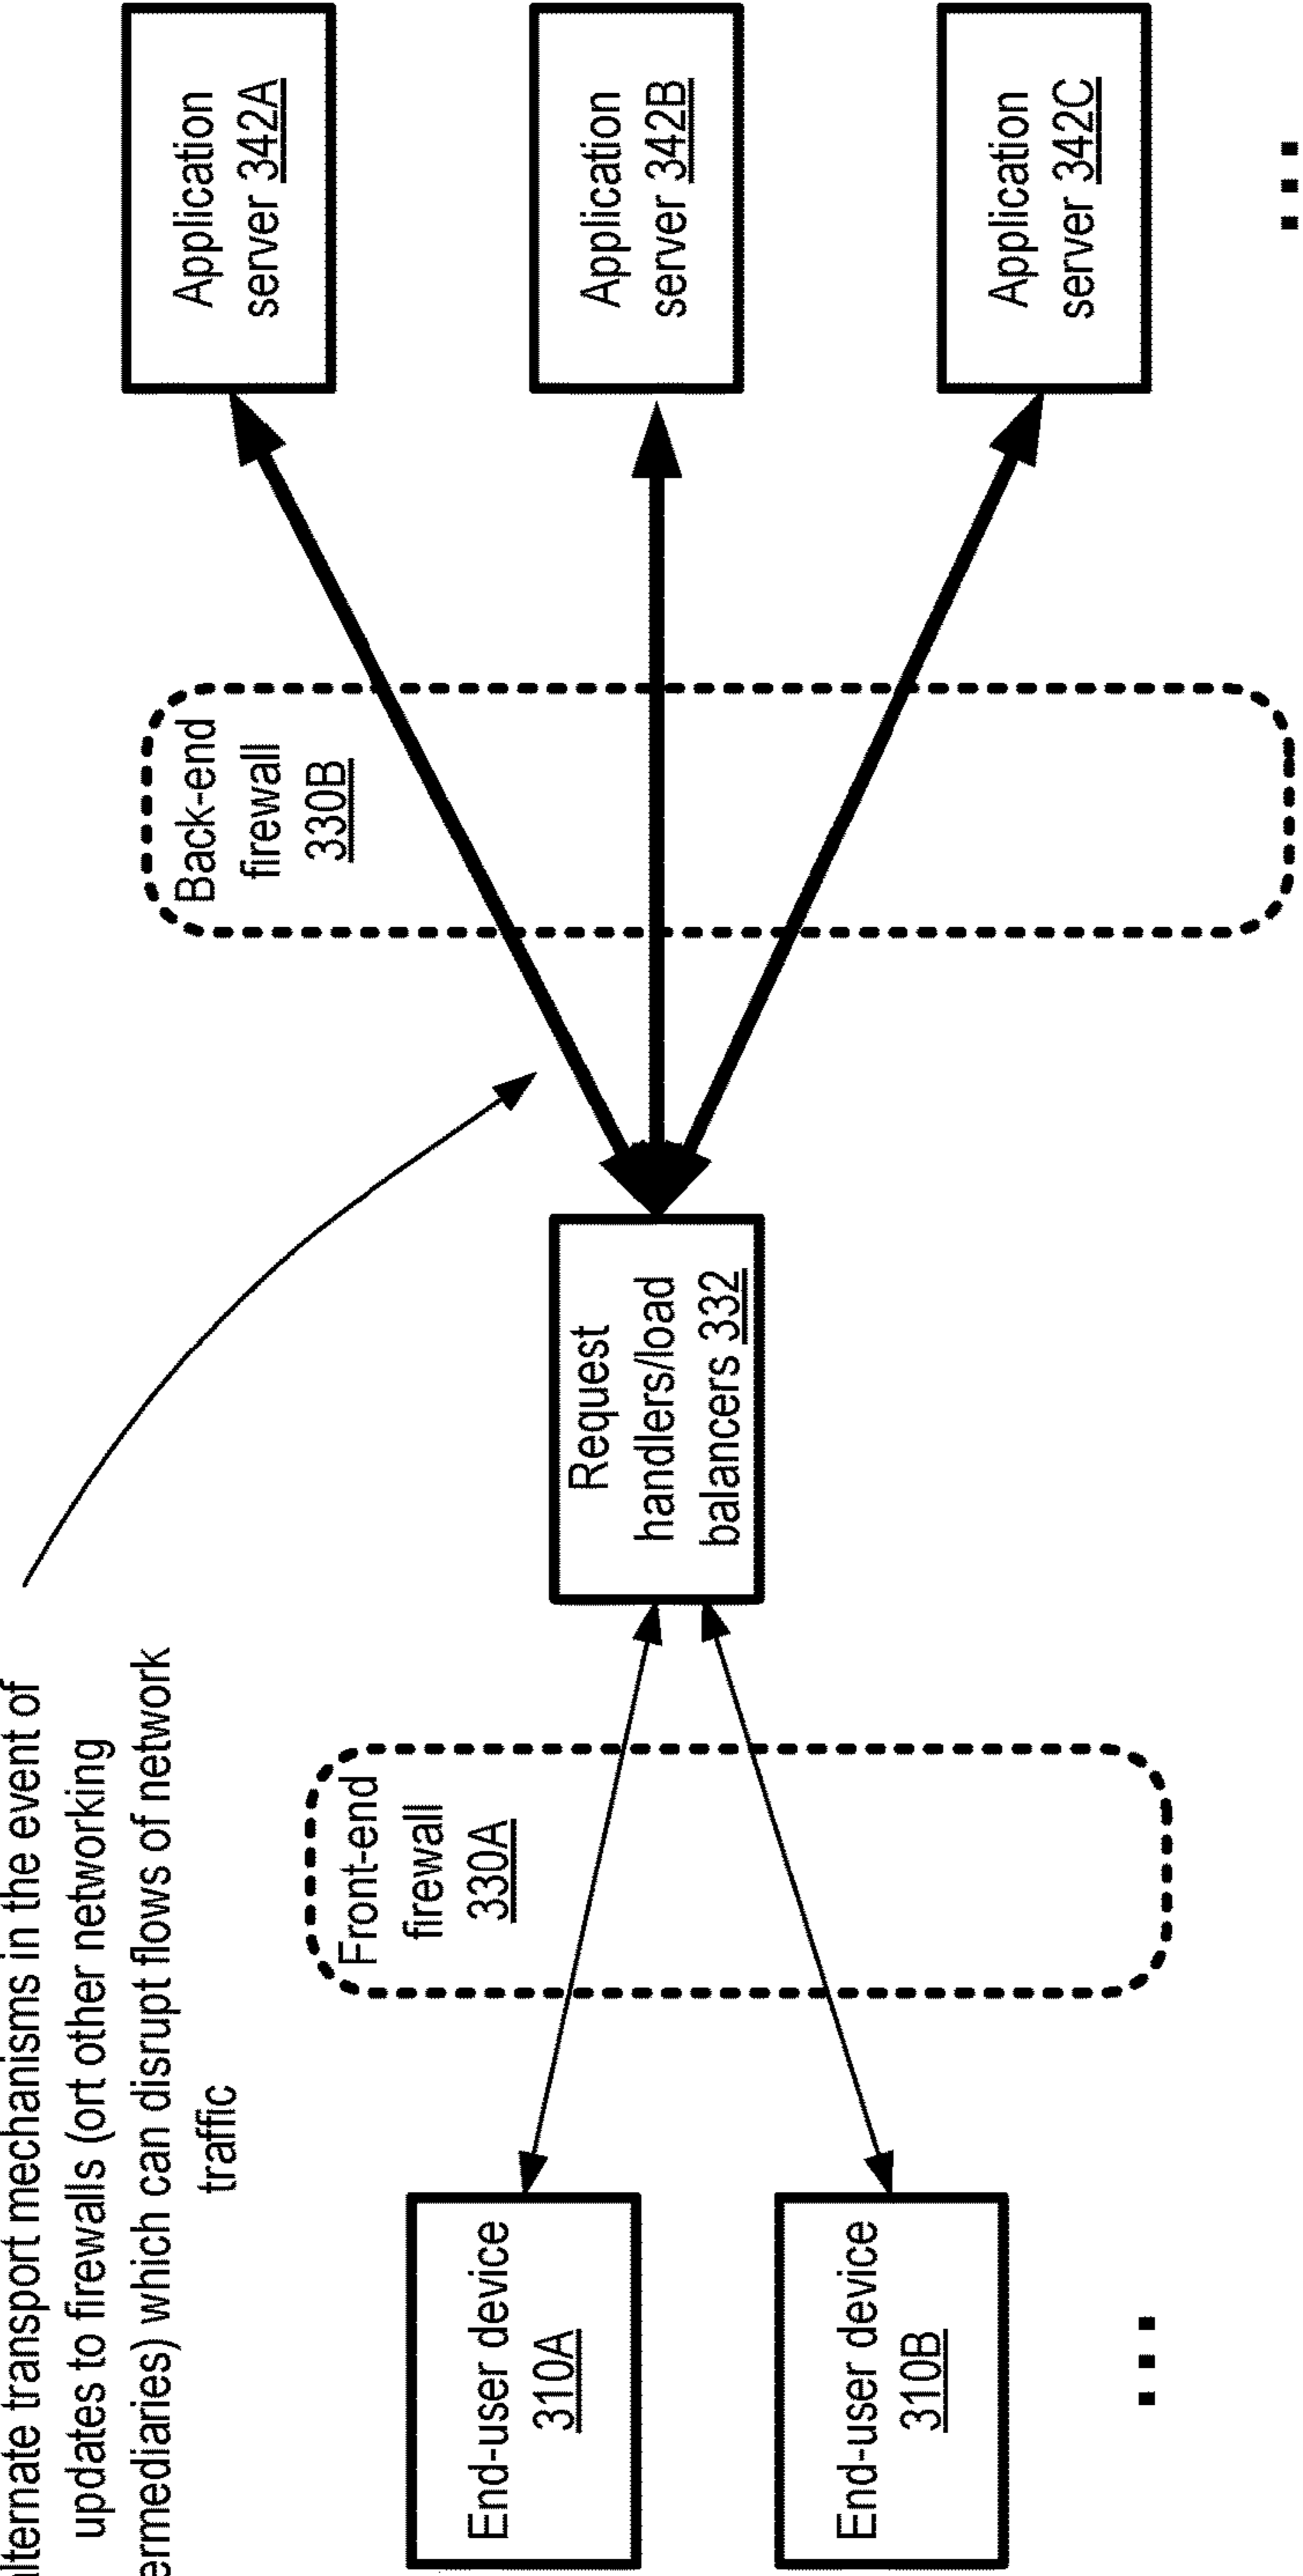 alternate transport mechanisms in the event of
updates to firewalls (ort other networking
ermediaries) which can disrupt flows of network
traffic
End-user device
310A
End-user device
310B
...
Front-end
firewall
330A
Request
handlers/load
balancers 332
Back-end
firewall
330B
Application
server 342A
Application
server 342B
Application
server 342C
...